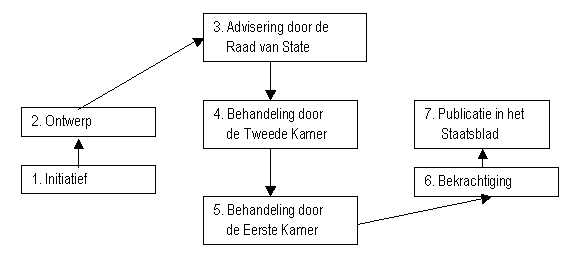 1. Initiatief
2. Ontwerp
3. Advisering door de
Raad van State
4. Behandeling door
de Tweede Kamer
5. Behandeling door
de Eerste Kamer
6. Bekrachtiging
7. Publicatie in het
Staatsblad